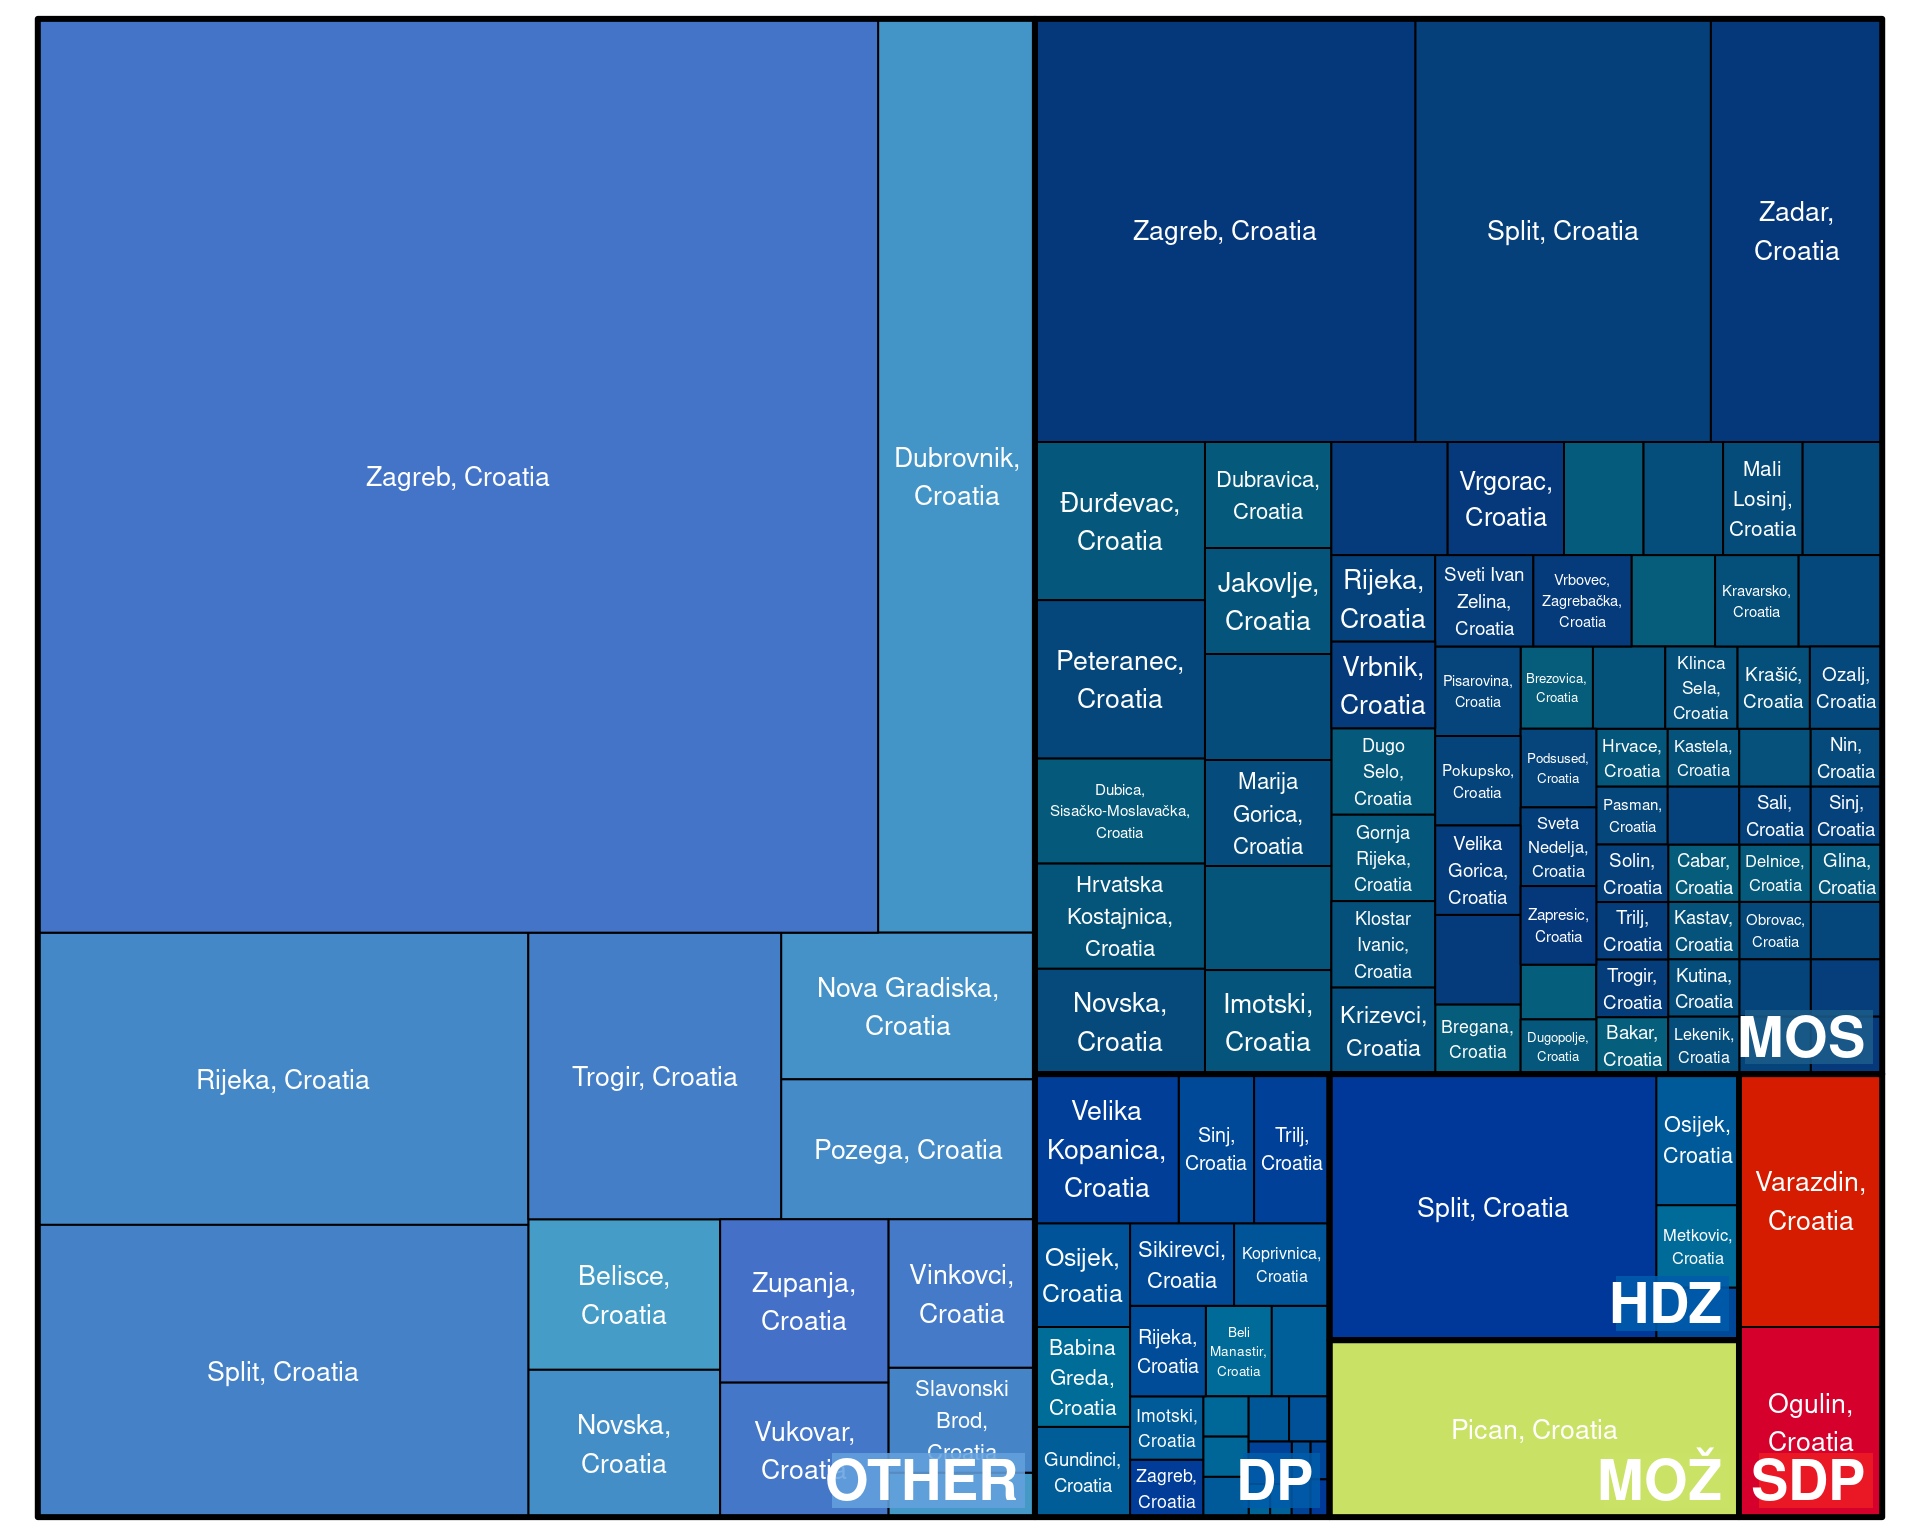 Zagreb, Croatia
Dubrovnik,
Croatia
Rijeka, Croatia
Split, Croatia
Trogir, Croatia
Nova Gradiska,
Croatia
Pozega, Croatia
Belisce,
Croatia
Novska,
Croatia
Zupanja,
Croatia
Vukovar,
Croatia
Vinkovci,
Croatia
Slavonski
Brod,
Croatia
OTHER
Zagreb, Croatia
Split, Croatia
Zadar,
Croatia
Đurđevac,
Croatia
Peteranec,
Croatia
Dubica,
Sisačko-Moslavačka,
Croatia
Hrvatska
Kostajnica,
Croatia
Novska,
Croatia
Dubravica,
Croatia
Jakovlje,
Croatia
Marija
Gorica,
Croatia
Imotski,
Croatia
Vrgorac,
Croatia
Mali
Losinj,
Croatia
Rijeka,
Croatia
Vrbnik,
Croatia
Dugo
Selo,
Croatia
Gornja
Rijeka,
Croatia
Klostar
Ivanic,
Croatia
Krizevci,
Croatia
Sveti Ivan
Zelina,
Croatia
Vrbovec,
Zagrebačka,
Croatia
Kravarsko,
Croatia
Pisarovina,
Croatia
Pokupsko,
Croatia
Velika
Gorica,
Croatia
Bregana,
Croatia
Brezovica,
Croatia
Klinca
Sela,
Croatia
Krašić,
Croatia
Ozalj,
Croatia
Podsused,
Croatia
Sveta
Nedelja,
Croatia
Zapresic,
Croatia
Dugopolje,
Croatia
Hrvace,
Croatia
Kastela,
Croatia
Nin,
Croatia
Pasman,
Croatia
Sali,
Croatia
Sinj,
Croatia
Solin,
Croatia
Cabar,
Croatia
Delnice,
Croatia
Glina,
Croatia
Trilj,
Croatia
Kastav,
Croatia
Obrovac,
Croatia
Trogir,
Croatia
Kutina,
Croatia
Bakar,
Croatia
Lekenik,
Croatia
MOS
Velika
Kopanica,
Croatia
Sinj,
Croatia
Trilj,
Croatia
Osijek,
Croatia
Sikirevci,
Croatia
Koprivnica,
Croatia
Babina
Greda,
Croatia
Rijeka,
Croatia
Beli
Manastir,
Croatia
Gundinci,
Croatia
Imotski,
Croatia
Zagreb,
Croatia
DP
Split, Croatia
Osijek,
Croatia
Metkovic,
Croatia
HDZ
Pican, Croatia
MOŽ
Varazdin,
Croatia
Ogulin,
Croatia
SDP